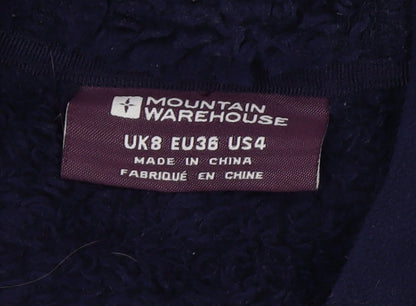 MOUNTAIN
WAREHOUSE
UK8 EU36 US4
MADE IN CHINA
FABRIQUÉ EN CHINE